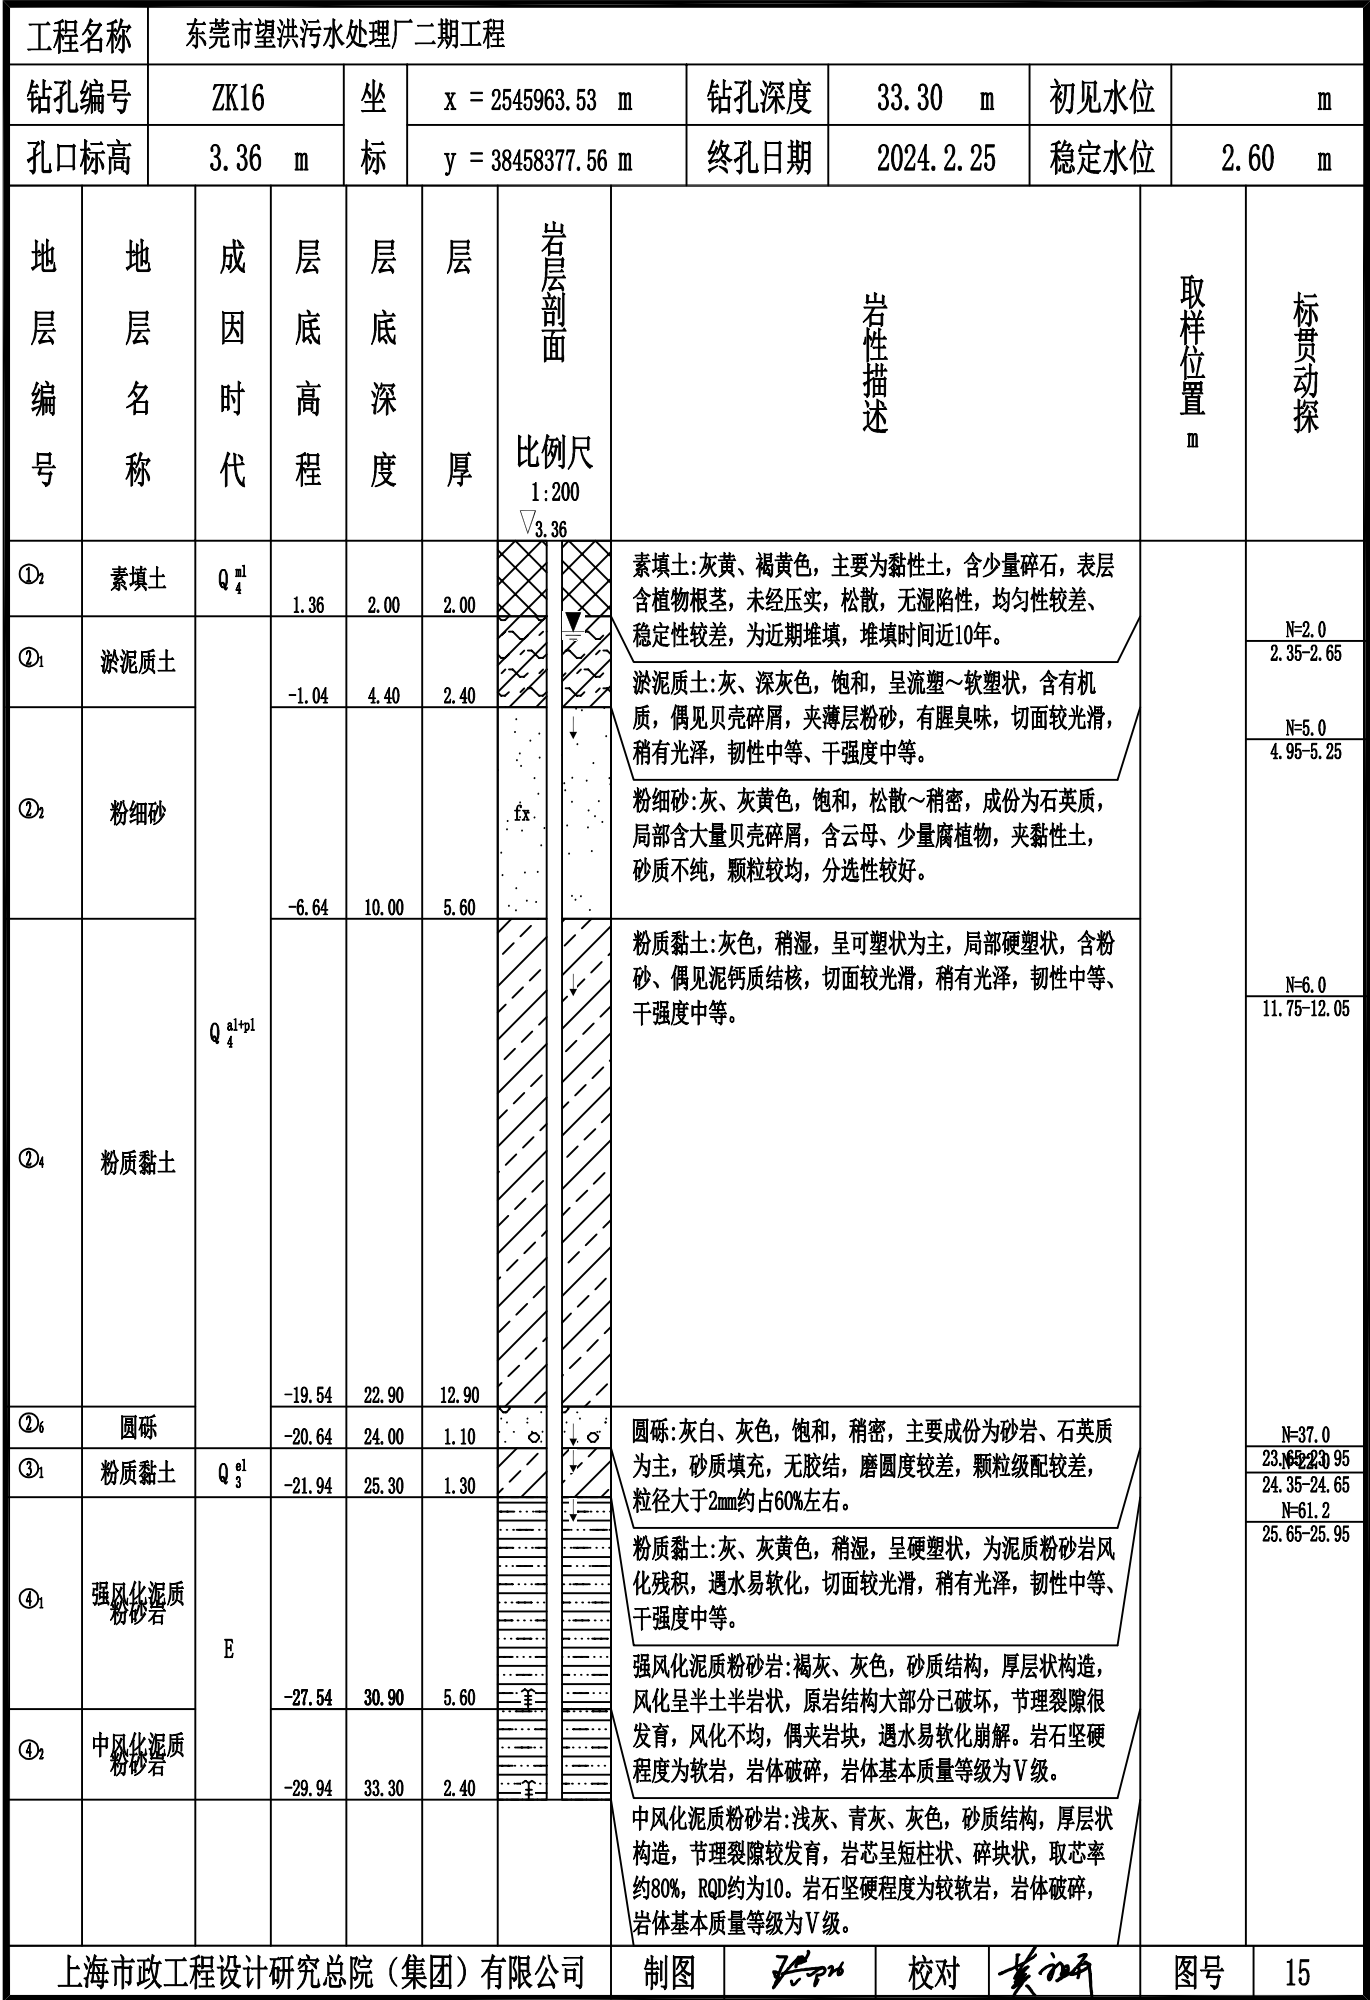 工程名称 东莞市望洪污水处理厂二期工程
钻孔编号 ZK16 坐 x = 2545963.53 m 钻孔深度 33.30 m 初见水位 m
孔口标高 3.36 m 标 y = 38458377.56 m 终孔日期 2024.2.25 稳定水位 2.60 m
地层编号 地层名称 成因时代 层底高程 层底深度 层厚 岩层剖面 岩性描述 取样位置 m 标贯动探
比例尺
1:200
3.36
①2 素填土 Q 4 ml 1.36 2.00 2.00
素填土:灰黄、褐黄色，主要为黏性土，含少量碎石，表层
含植物根茎，未经压实，松散，无湿陷性，均匀性较差、
稳定性较差，为近期堆填，堆填时间近10年。
N=2.0
2.35-2.65
②1 淤泥质土 -1.04 4.40 2.40
淤泥质土:灰、深灰色，饱和，呈流塑～软塑状，含有机
质，偶见贝壳碎屑，夹薄层粉砂，有腥臭味，切面较光滑，
稍有光泽，韧性中等、干强度中等。
N=5.0
4.95-5.25
②2 粉细砂 -6.64 10.00 5.60
fx
粉细砂:灰、灰黄色，饱和，松散～稍密，成份为石英质，
局部含大量贝壳碎屑，含云母、少量腐植物，夹黏性土，
砂质不纯，颗粒较均，分选性较好。
Q 4 al+pl
②4 粉质黏土 -19.54 22.90 12.90
粉质黏土:灰色，稍湿，呈可塑状为主，局部硬塑状，含粉
砂、偶见泥钙质结核，切面较光滑，稍有光泽，韧性中等、
干强度中等。
N=6.0
11.75-12.05
②6 圆砾 -20.64 24.00 1.10
圆砾:灰白、灰色，饱和，稍密，主要成份为砂岩、石英质
为主，砂质填充，无胶结，磨圆度较差，颗粒级配较差，
粒径大于2mm约占60%左右。
N=37.0
23.65-23.95
N=22.0
24.35-24.65
N=61.2
25.65-25.95
③1 粉质黏土 Q 3 el -21.94 25.30 1.30
粉质黏土:灰、灰黄色，稍湿，呈硬塑状，为泥质粉砂岩风
化残积，遇水易软化，切面较光滑，稍有光泽，韧性中等、
干强度中等。
④1 强风化泥质
粉砂岩
E
-27.54 30.90 5.60
强风化泥质粉砂岩:褐灰、灰色，砂质结构，厚层状构造，
风化呈半土半岩状，原岩结构大部分已破坏，节理裂隙很
发育，风化不均，偶夹岩块，遇水易软化崩解。岩石坚硬
程度为软岩，岩体破碎，岩体基本质量等级为Ⅴ级。
④2 中风化泥质
粉砂岩
-29.94 33.30 2.40
中风化泥质粉砂岩:浅灰、青灰、灰色，砂质结构，厚层状
构造，节理裂隙较发育，岩芯呈短柱状、碎块状，取芯率
约80%，RQD约为10。岩石坚硬程度为较软岩，岩体破碎，
岩体基本质量等级为Ⅴ级。
上海市政工程设计研究总院（集团）有限公司 制图 校对 图号 15